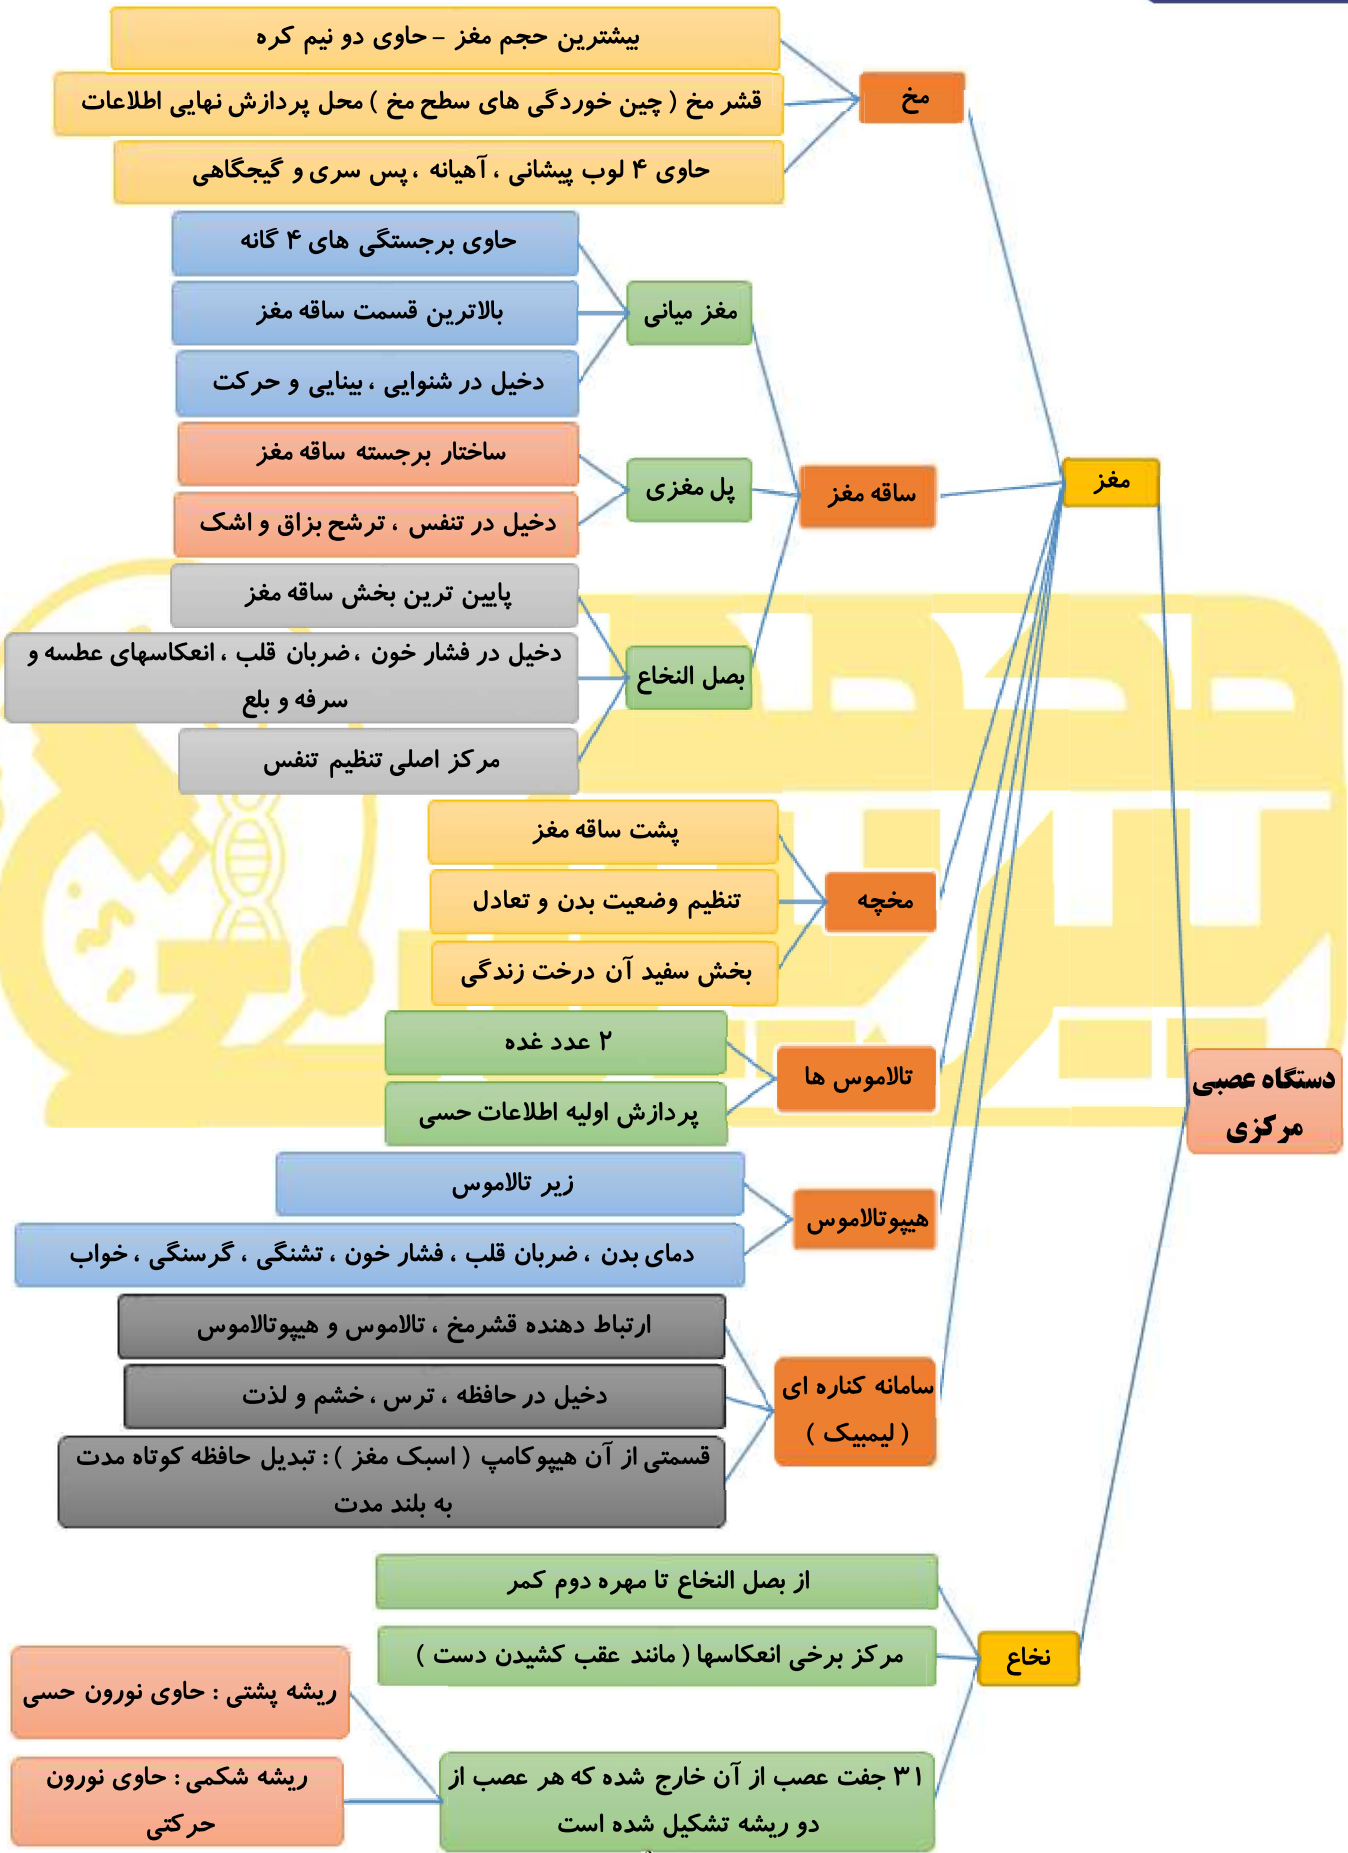 دستگاه عصبی
مرکزی
مغز
مخ
بیشترین حجم مغز – حاوی دو نیم کره
قشر مخ ( چین خوردگی های سطح مخ ) محل پردازش نهایی اطلاعات
حاوی ۴ لوب پیشانی ، آهیانه ، پس سری و گیجگاهی
ساقه مغز
مغز میانی
حاوی برجستگی های ۴ گانه
بالاترین قسمت ساقه مغز
دخیل در شنوایی ، بینایی و حرکت
پل مغزی
ساختار برجسته ساقه مغز
دخیل در تنفس ، ترشح بزاق و اشک
بصل النخاع
پایین ترین بخش ساقه مغز
دخیل در فشار خون ، ضربان قلب ، انعکاسهای عطسه و
سرفه و بلع
مرکز اصلی تنظیم تنفس
مخچه
پشت ساقه مغز
تنظیم وضعیت بدن و تعادل
بخش سفید آن درخت زندگی
تالاموس ها
۲ عدد غده
پردازش اولیه اطلاعات حسی
هیپوتالاموس
زیر تالاموس
دمای بدن ، ضربان قلب ، فشار خون ، تشنگی ، گرسنگی ، خواب
سامانه کناره ای
( لیمبیک )
ارتباط دهنده قشرمخ ، تالاموس و هیپوتالاموس
دخیل در حافظه ، ترس ، خشم و لذت
قسمتی از آن هیپوکامپ ( اسبک مغز ) : تبدیل حافظه کوتاه مدت
به بلند مدت
نخاع
از بصل النخاع تا مهره دوم کمر
مرکز برخی انعکاسها ( مانند عقب کشیدن دست )
۳۱ جفت عصب از آن خارج شده که هر عصب از
دو ریشه تشکیل شده است
ریشه پشتی : حاوی نورون حسی
ریشه شکمی : حاوی نورون
حرکتی